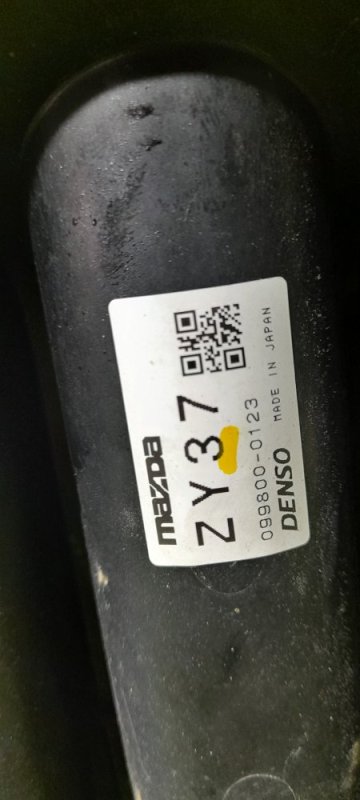 mazda
ZY37
099800-0123
DENSO MADE IN JAPAN